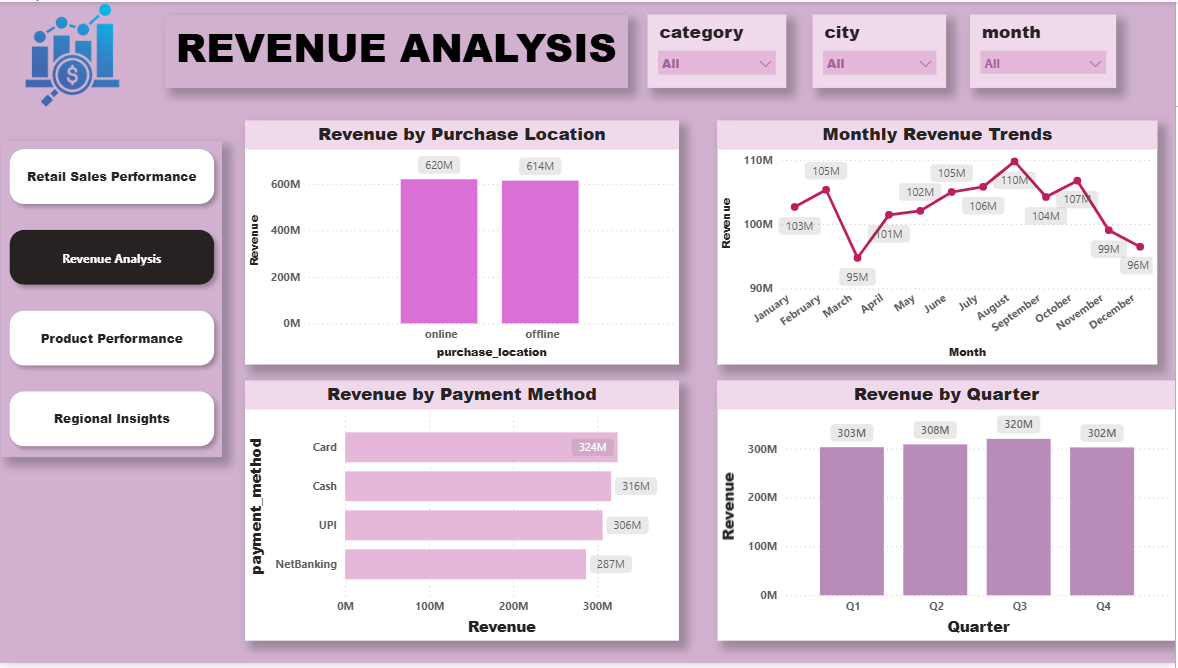 REVENUE ANALYSIS
category
All
city
All
month
All
$
Retail Sales Performance
Revenue Analysis
Product Performance
Regional Insights
Revenue by Purchase Location
620M
614M
600M
400M
200M
0M
Revenue
online
offline
purchase_location
Monthly Revenue Trends
110M
100M
90M
Revenue
103M
105M
95M
101M
102M
105M
106M
110M
104M
107M
99M
96M
January
February
March
April
May
June
July
August
September
October
November
December
Month
Revenue by Payment Method
payment_method
Card
324M
Cash
316M
UPI
306M
NetBanking
287M
0M
100M
200M
300M
Revenue
Revenue by Quarter
303M
308M
320M
302M
300M
200M
100M
0M
Revenue
Q1
Q2
Q3
Q4
Quarter